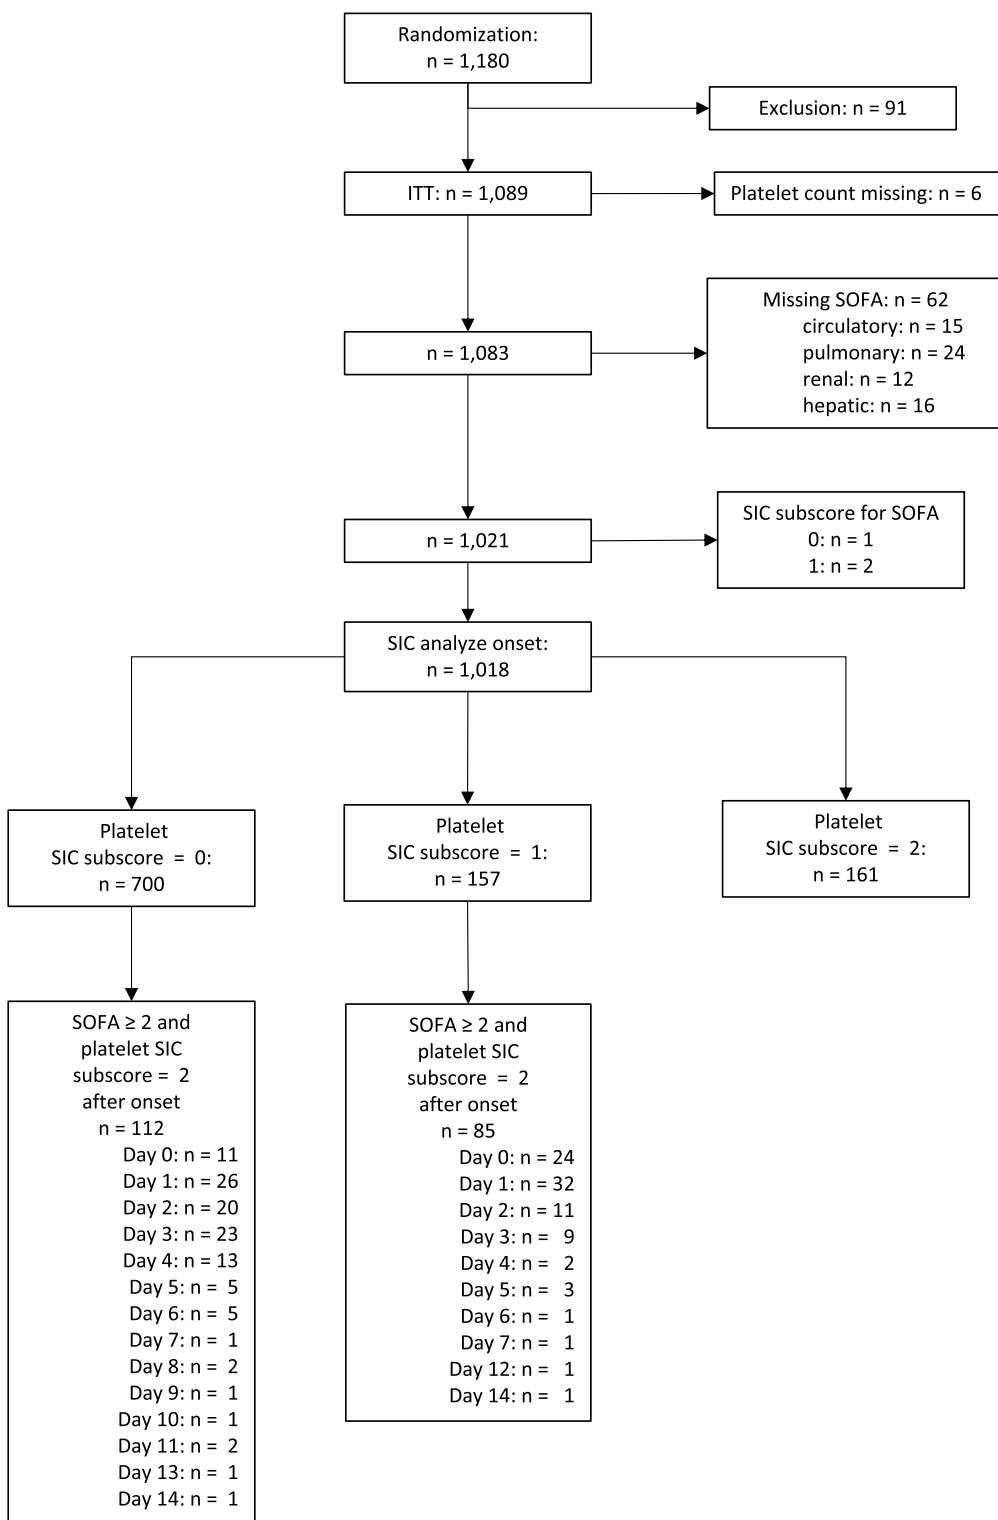 Randomization:
n = 1,180
Exclusion: n = 91
ITT: n = 1,089
Platelet count missing: n = 6
n = 1,083
Missing SOFA: n = 62
circulatory: n = 15
pulmonary: n = 24
renal: n = 12
hepatic: n = 16
n = 1,021
SIC subscore for SOFA
0: n = 1
1: n = 2
SIC analyze onset:
n = 1,018
Platelet
SIC subscore = 0:
n = 700
Platelet
SIC subscore = 1:
n = 157
Platelet
SIC subscore = 2:
n = 161
SOFA ≥ 2 and
platelet SIC
subscore = 2
after onset
n = 112
Day 0: n = 11
Day 1: n = 26
Day 2: n = 20
Day 3: n = 23
Day 4: n = 13
Day 5: n = 5
Day 6: n = 5
Day 7: n = 1
Day 8: n = 2
Day 9: n = 1
Day 10: n = 1
Day 11: n = 2
Day 13: n = 1
Day 14: n = 1
SOFA ≥ 2 and
platelet SIC
subscore = 2
after onset
n = 85
Day 0: n = 24
Day 1: n = 32
Day 2: n = 11
Day 3: n = 9
Day 4: n = 2
Day 5: n = 3
Day 6: n = 1
Day 7: n = 1
Day 12: n = 1
Day 14: n = 1